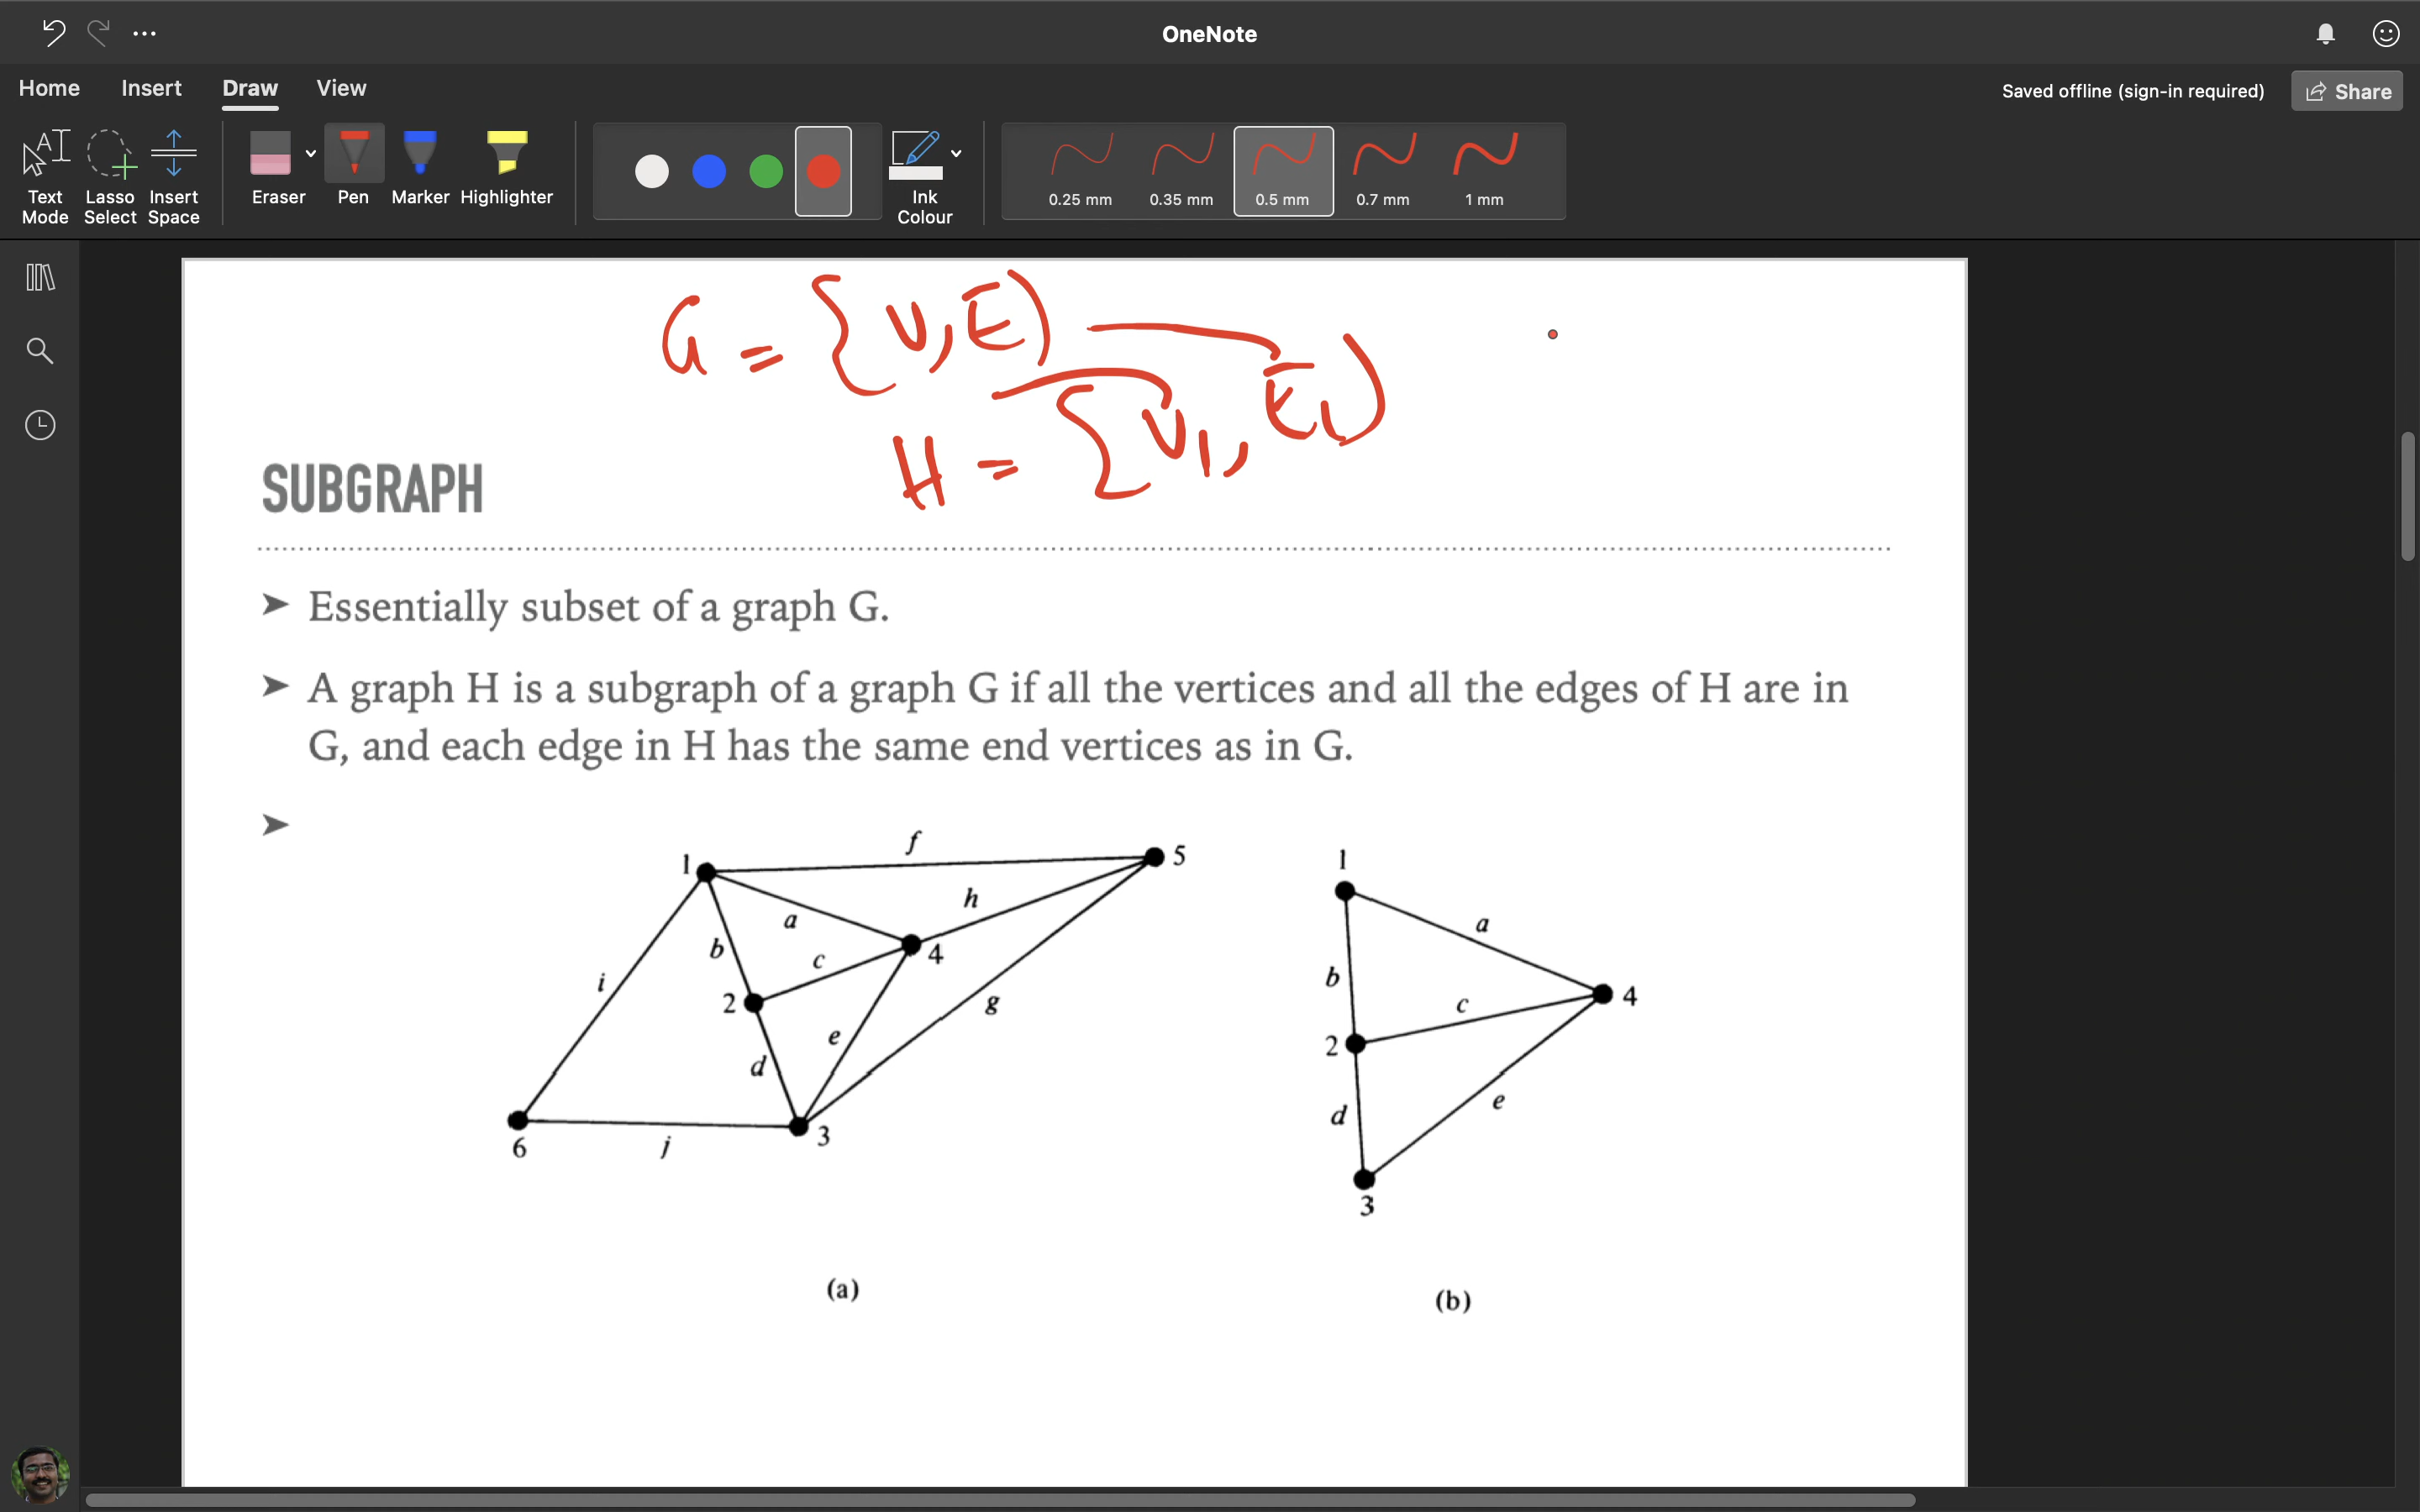 OneNote
Home Insert Draw View
Saved offline (sign-in required) Share
Text Mode
Lasso Select
Insert Space
Eraser
Pen
Marker
Highlighter
Ink Colour
0.25 mm
0.35 mm
0.5 mm
0.7 mm
1 mm
G = { V, E )
H = { V1, E1 )
SUBGRAPH
➤ Essentially subset of a graph G.
➤ A graph H is a subgraph of a graph G if all the vertices and all the edges of H are in
G, and each edge in H has the same end vertices as in G.
➤
1 f 5
a h
b c 4
i 2 g
d e
6 j 3
(a)
1
a
b
c 4
2
d e
3
(b)